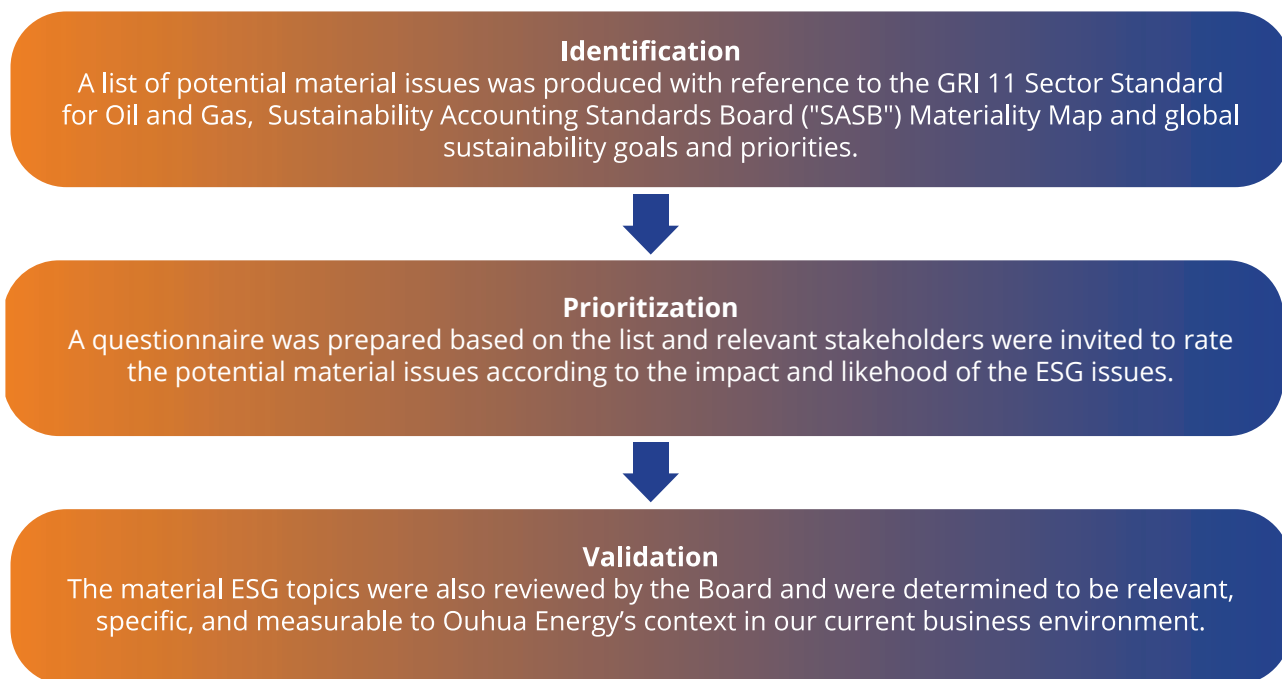 Identification
A list of potential material issues was produced with reference to the GRI 11 Sector Standard
for Oil and Gas,  Sustainability Accounting Standards Board ("SASB") Materiality Map and global
sustainability goals and priorities.
Prioritization
A questionnaire was prepared based on the list and relevant stakeholders were invited to rate
the potential material issues according to the impact and likehood of the ESG issues.
Validation
The material ESG topics were also reviewed by the Board and were determined to be relevant,
specific, and measurable to Ouhua Energy’s context in our current business environment.